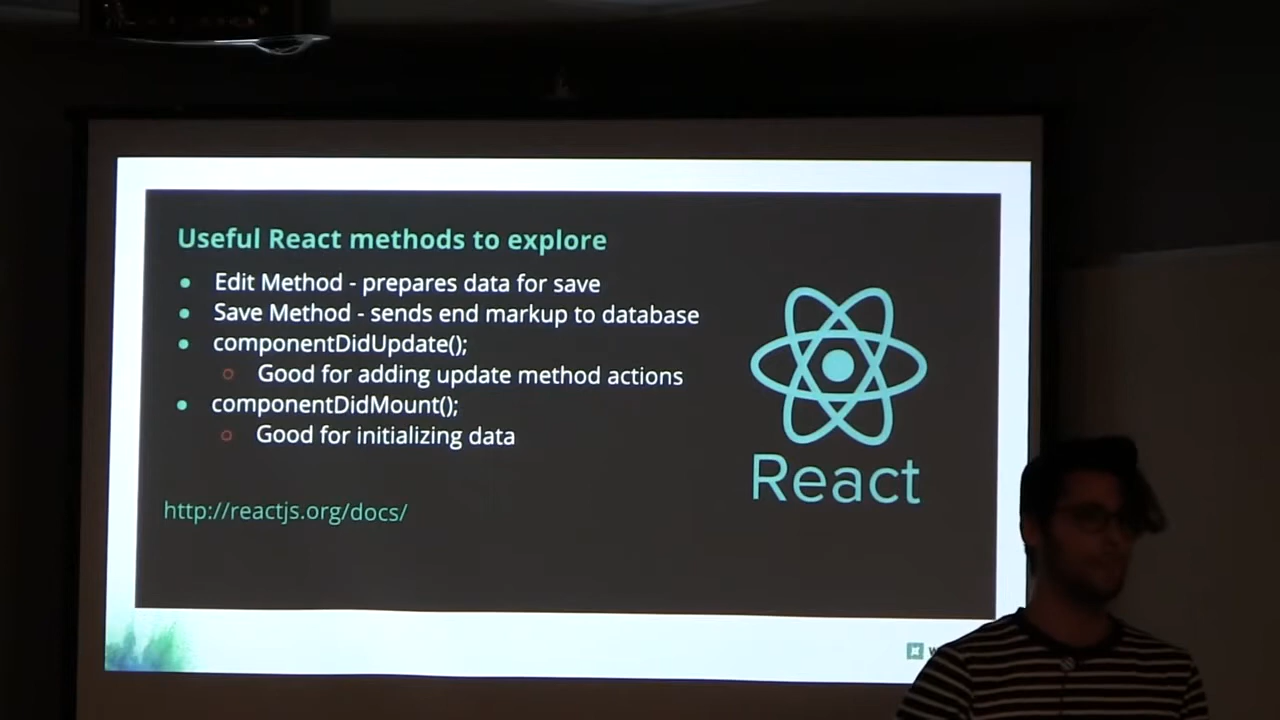 Useful React methods to explore
● Edit Method - prepares data for save
● Save Method - sends end markup to database
● componentDidUpdate();
○ Good for adding update method actions
● componentDidMount();
○ Good for initializing data
http://reactjs.org/docs/
React